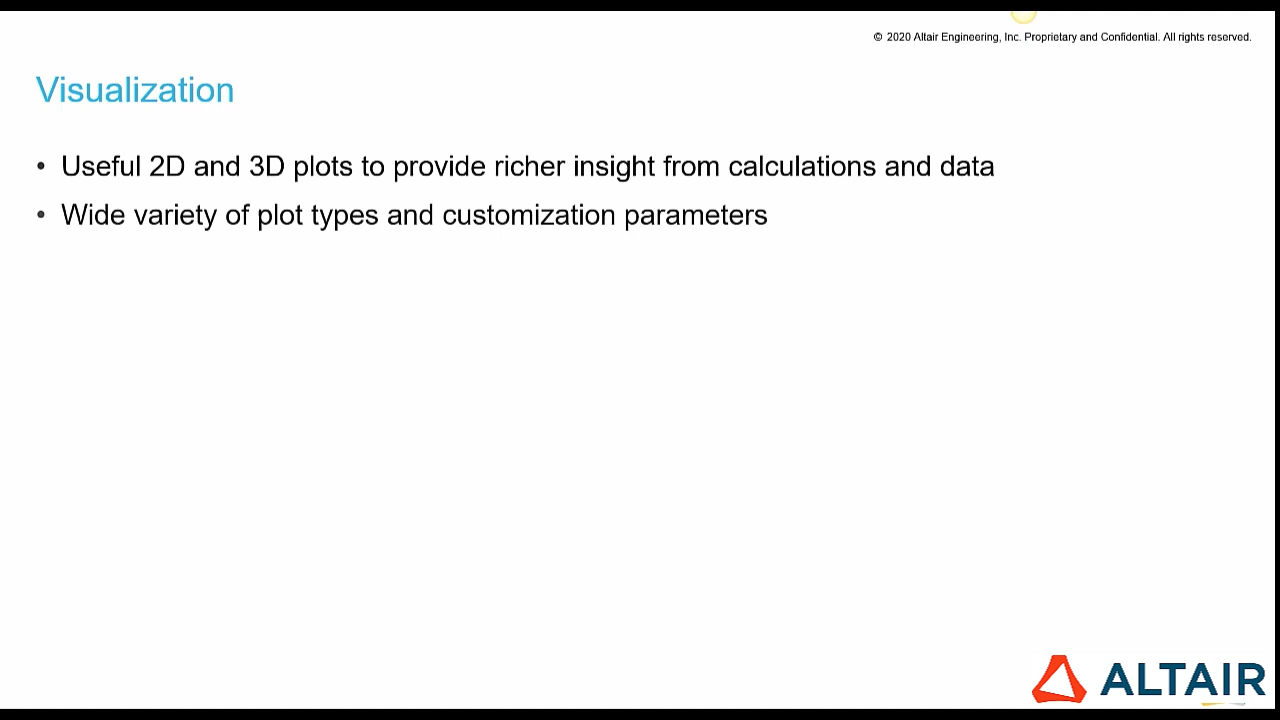 © 2020 Altair Engineering, Inc. Proprietary and Confidential. All rights reserved.
Visualization
• Useful 2D and 3D plots to provide richer insight from calculations and data
• Wide variety of plot types and customization parameters
ALTAIR